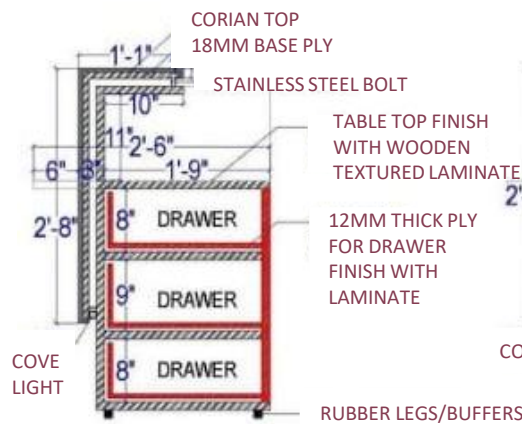 CORIAN TOP
18MM BASE PLY
1'-1"
STAINLESS STEEL BOLT
10"
TABLE TOP FINISH
WITH WOODEN
TEXTURED LAMINATE
11"
2'-6"
6"
1'-9"
2'-8"
8"
DRAWER
12MM THICK PLY
FOR DRAWER
FINISH WITH
LAMINATE
9"
DRAWER
COVE
LIGHT
8"
DRAWER
CO
RUBBER LEGS/BUFFERS